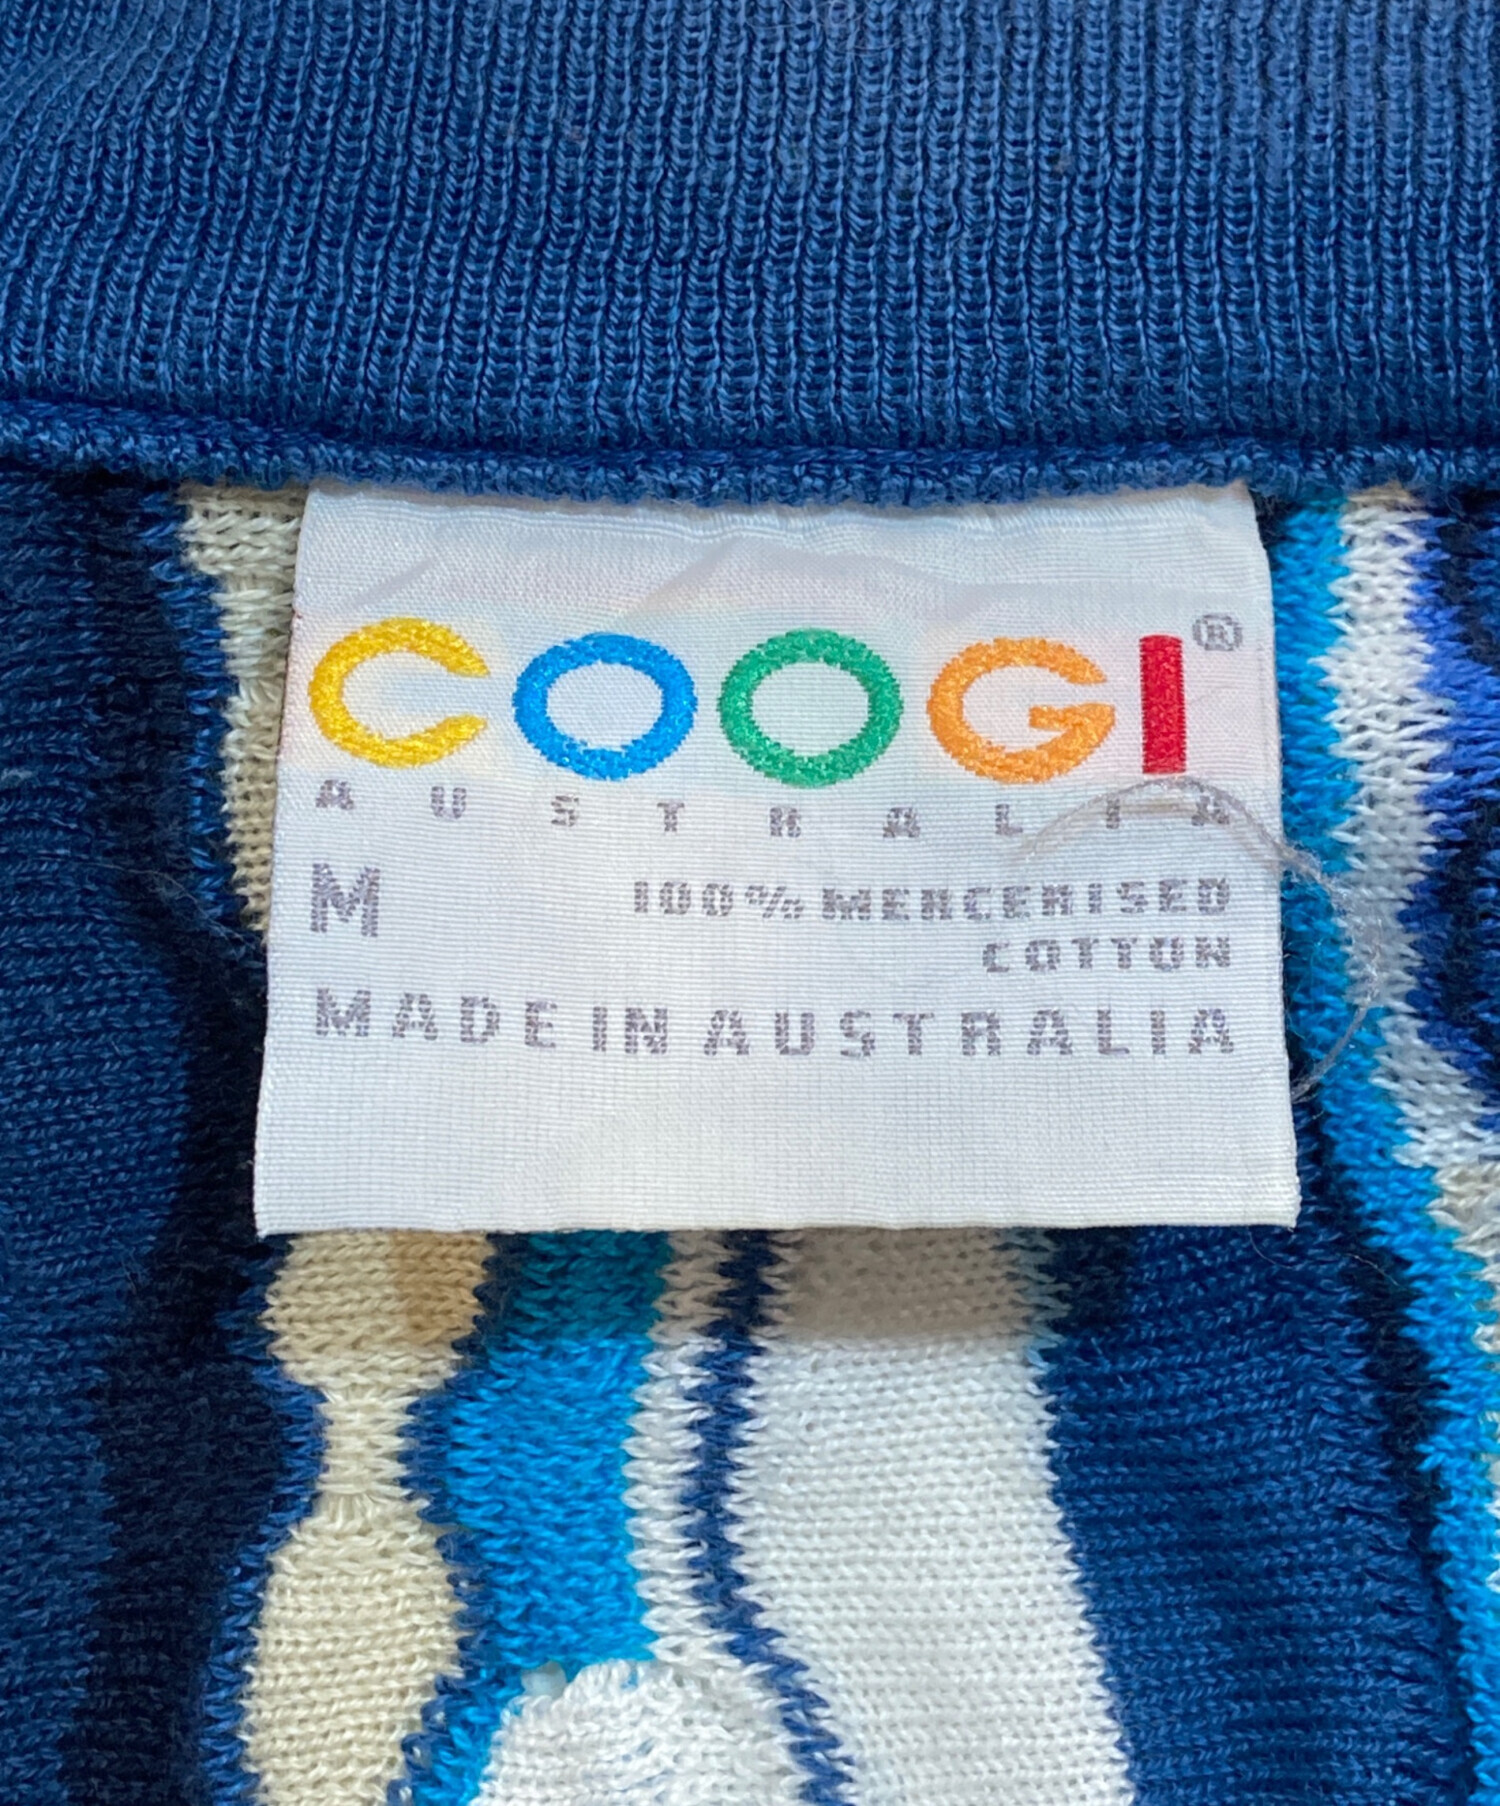 COOGI®
AUSTRALIA
M 100% MERCERISED
COTTON
MADE IN AUSTRALIA